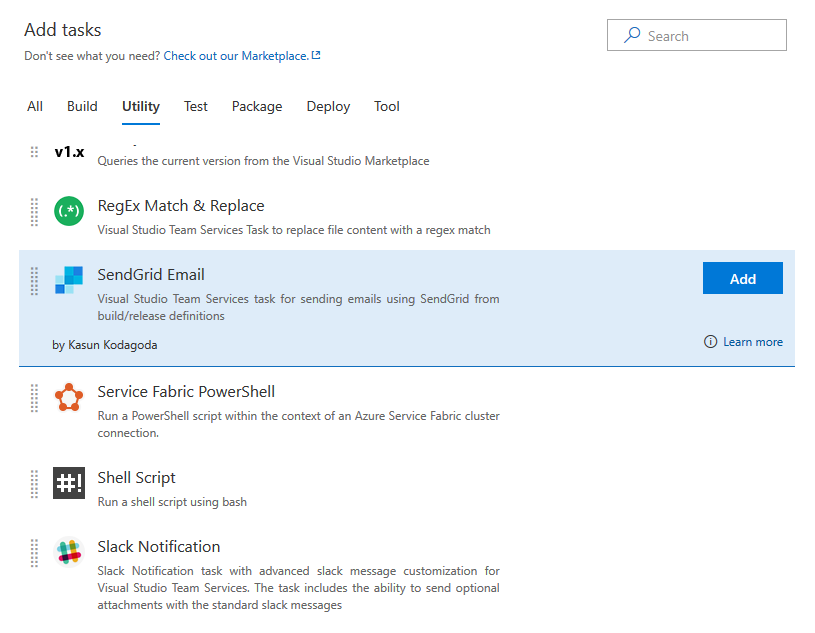 Add tasks
Search
Don't see what you need? Check out our Marketplace.
All Build Utility Test Package Deploy Tool
v1.x
Queries the current version from the Visual Studio Marketplace
(.*)
RegEx Match & Replace
Visual Studio Team Services Task to replace file content with a regex match
SendGrid Email
Add
Visual Studio Team Services task for sending emails using SendGrid from
build/release definitions
by Kasun Kodagoda
Learn more
Service Fabric PowerShell
Run a PowerShell script within the context of an Azure Service Fabric cluster
connection.
#!
Shell Script
Run a shell script using bash
Slack Notification
Slack Notification task with advanced slack message customization for
Visual Studio Team Services. The task includes the ability to send optional
attachments with the standard slack messages